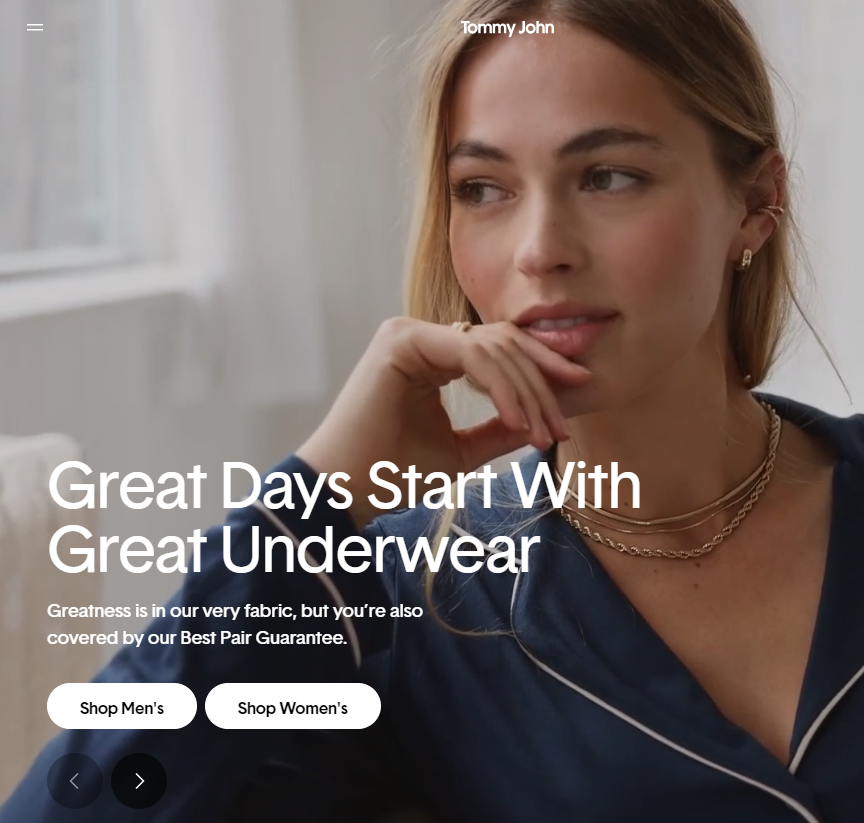 Tommy John
Great Days Start With
Great Underwear
Greatness is in our very fabric, but you’re also
covered by our Best Pair Guarantee.
Shop Men's
Shop Women's